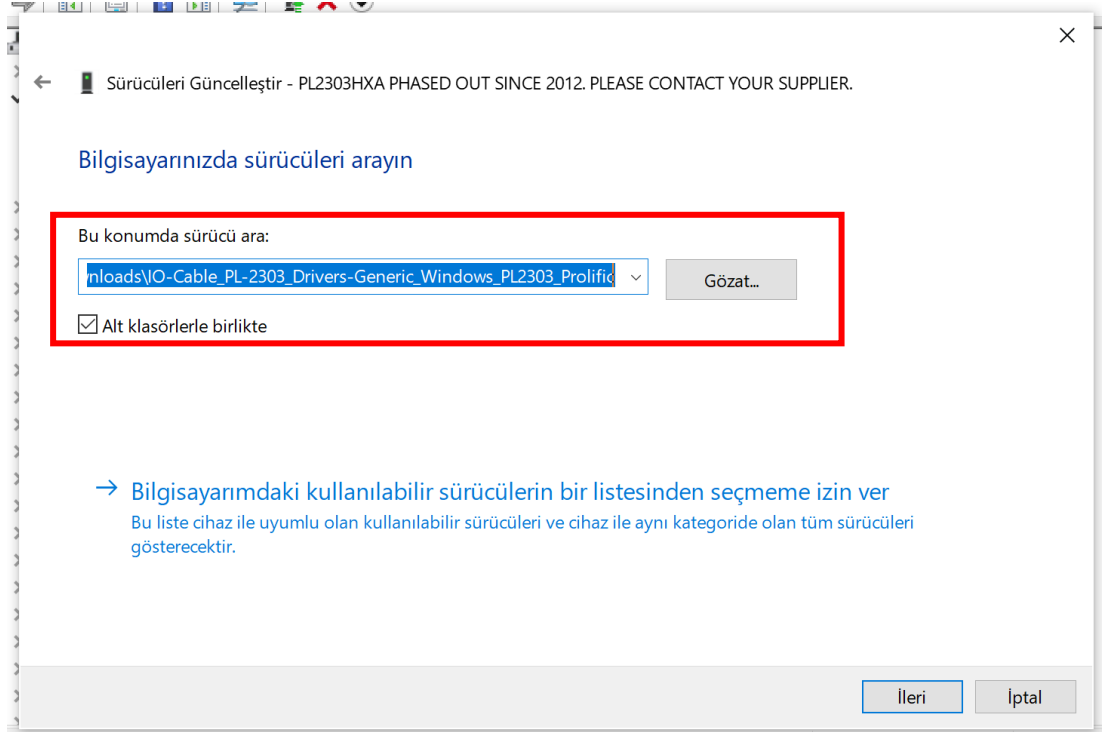 Sürücüleri Güncelleştir - PL2303HXA PHASED OUT SINCE 2012. PLEASE CONTACT YOUR SUPPLIER.
Bilgisayarınızda sürücüleri arayın
Bu konumda sürücü ara:
wnloads\IO-Cable_PL-2303_Drivers-Generic_Windows_PL2303_Prolific
Gözat...
Alt klasörlerle birlikte
Bilgisayarımdaki kullanılabilir sürücülerin bir listesinden seçmeme izin ver
Bu liste cihaz ile uyumlu olan kullanılabilir sürücüleri ve cihaz ile aynı kategoride olan tüm sürücüleri
gösterecektir.
İleri
İptal